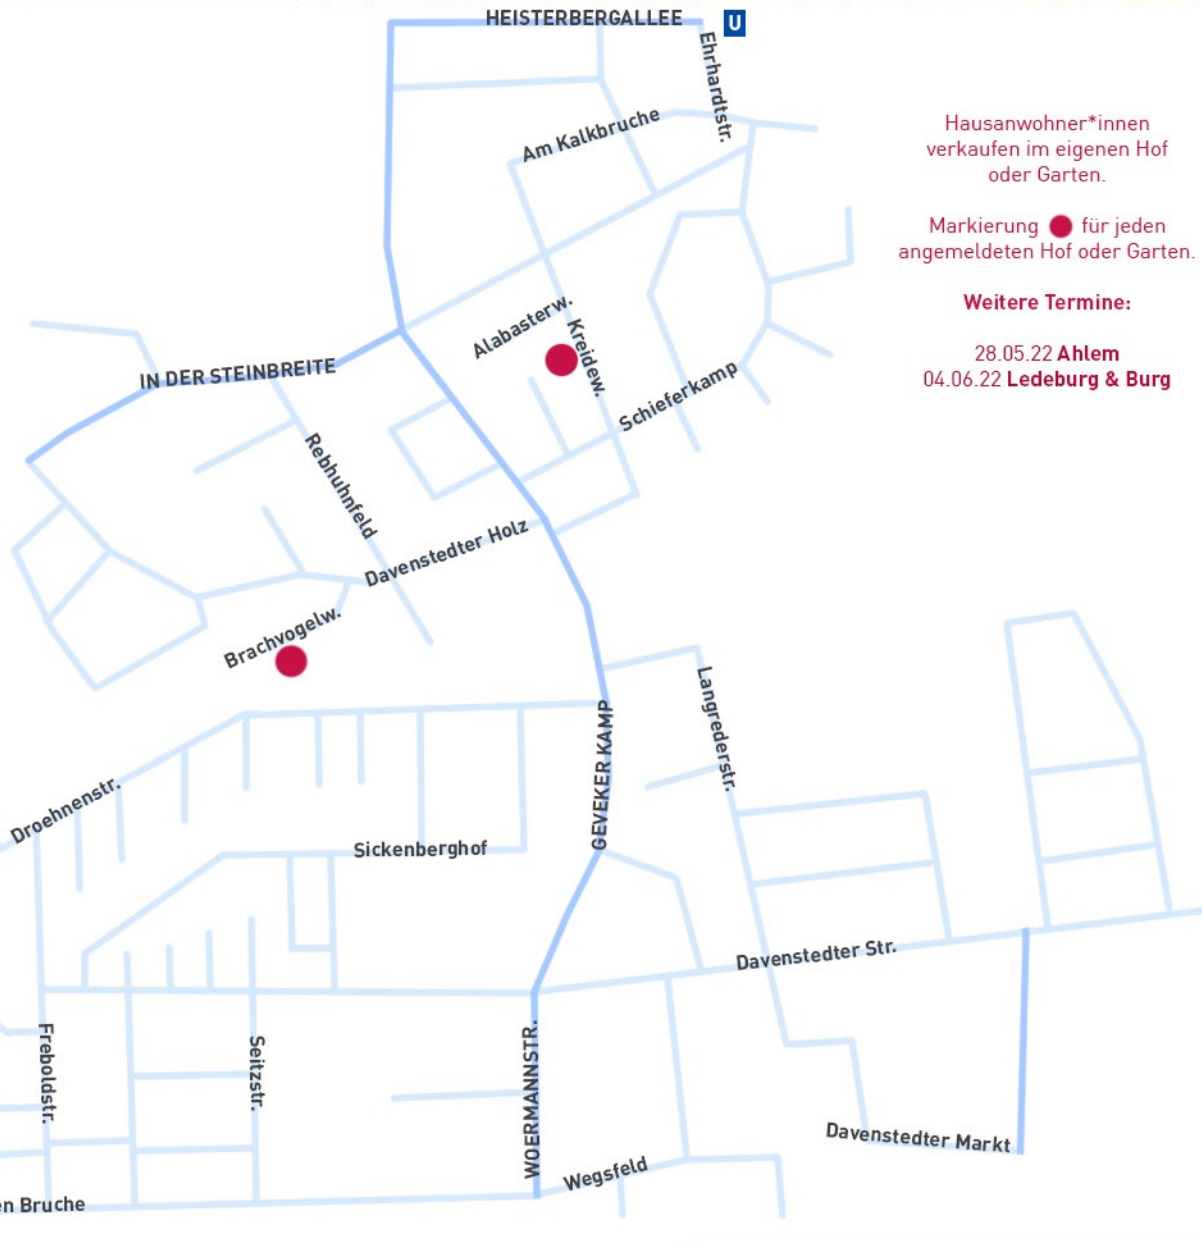 HEISTERBERGALLEE
U
Ehrhardtstr.
Am Kalkbruche
Hausanwohner*innen
verkaufen im eigenen Hof
oder Garten.
Markierung für jeden
angemeldeten Hof oder Garten.
Weitere Termine:
28.05.22 Ahlem
04.06.22 Ledeburg & Burg
Alabasterw.
Kreidew.
IN DER STEINBREITE
Schieferkamp
Rebhuhnfeld
Davenstedter Holz
Brachvogelw.
Langrederstr.
GEVEKER KAMP
Droehnenstr.
Sickenberghof
Davenstedter Str.
Freboldstr.
Seitzstr.
WOERMANNSTR.
Davenstedter Markt
Wegsfeld
en Bruche